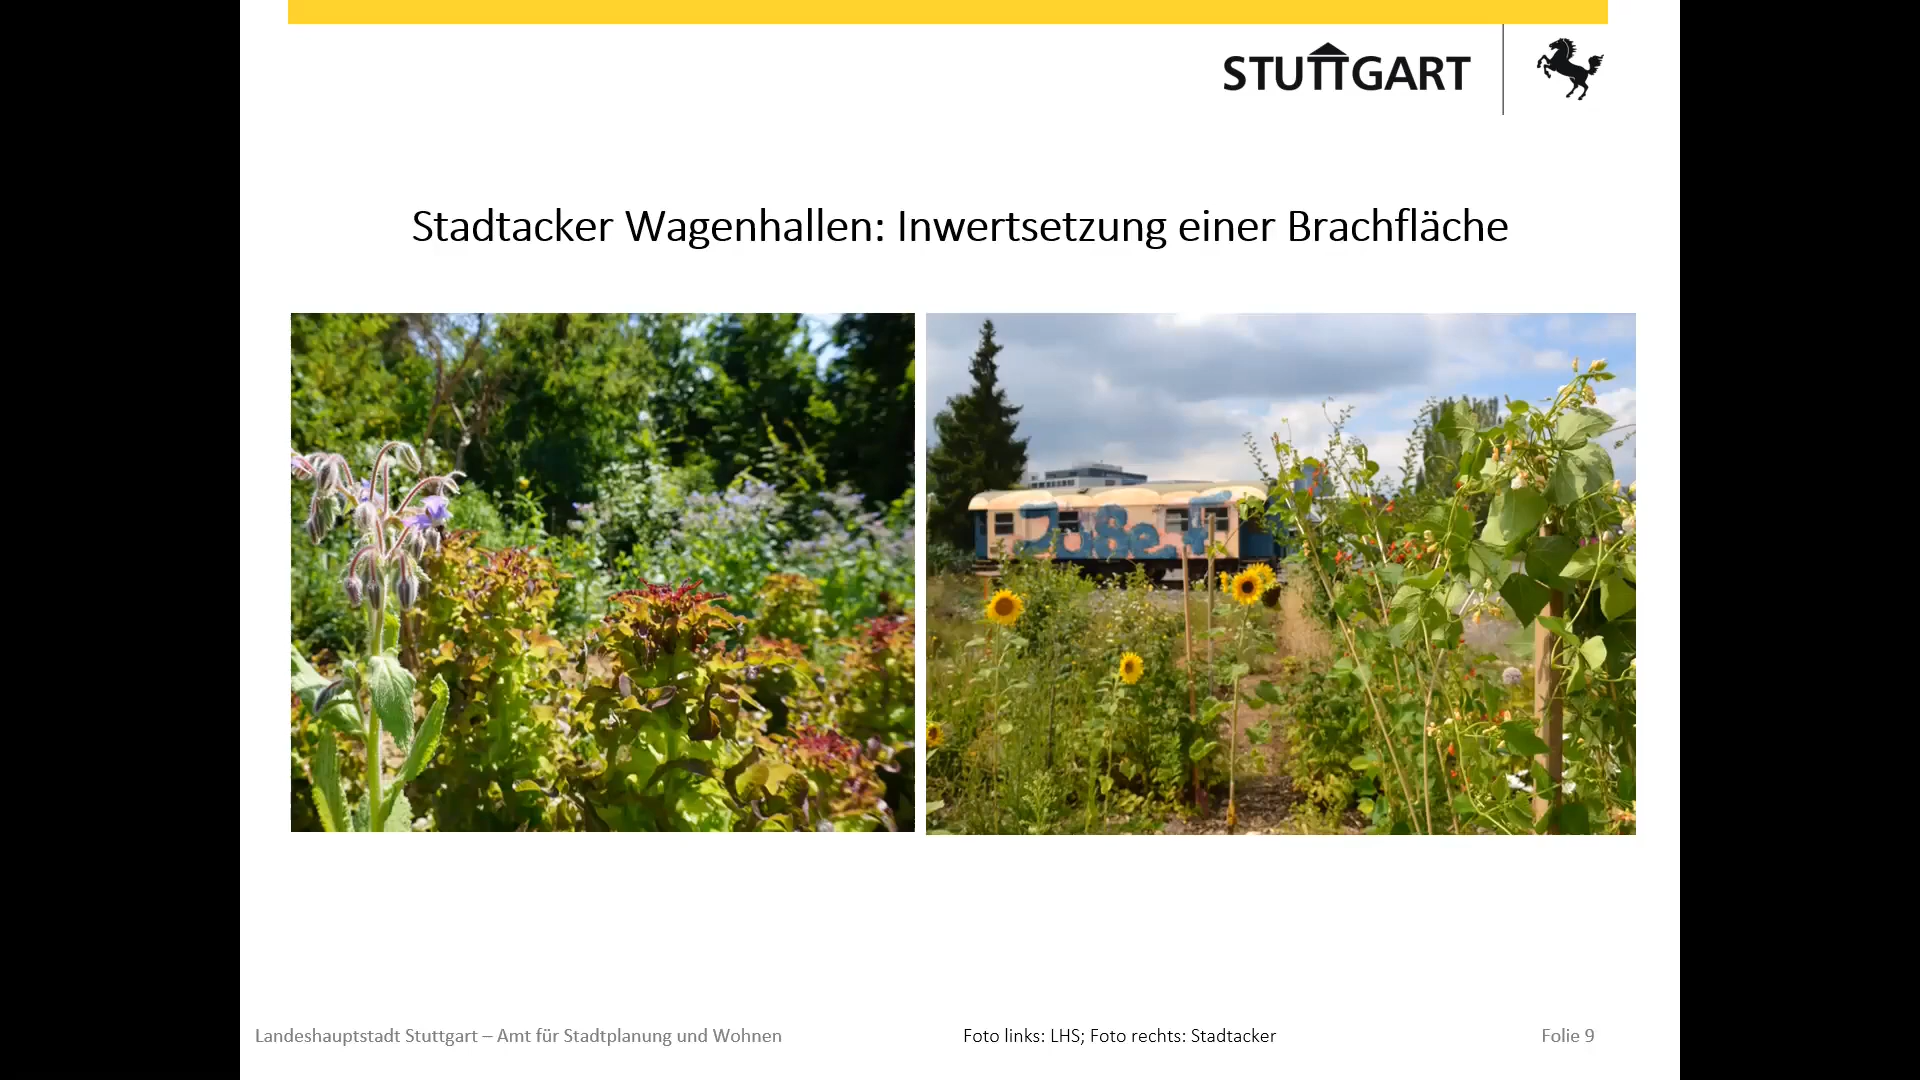 STUTTGART
Stadtacker Wagenhallen: Inwertsetzung einer Brachfläche
Landeshauptstadt Stuttgart – Amt für Stadtplanung und Wohnen
Foto links: LHS; Foto rechts: Stadtacker
Folie 9